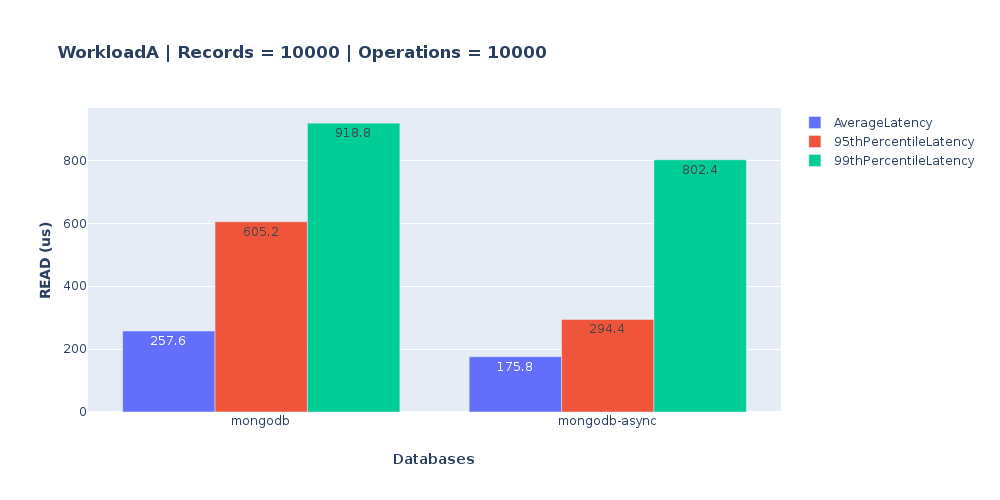 WorkloadA | Records = 10000 | Operations = 10000
AverageLatency
95thPercentileLatency
99thPercentileLatency
READ (us)
800
600
400
200
0
257.6
605.2
918.8
175.8
294.4
802.4
mongodb
mongodb-async
Databases